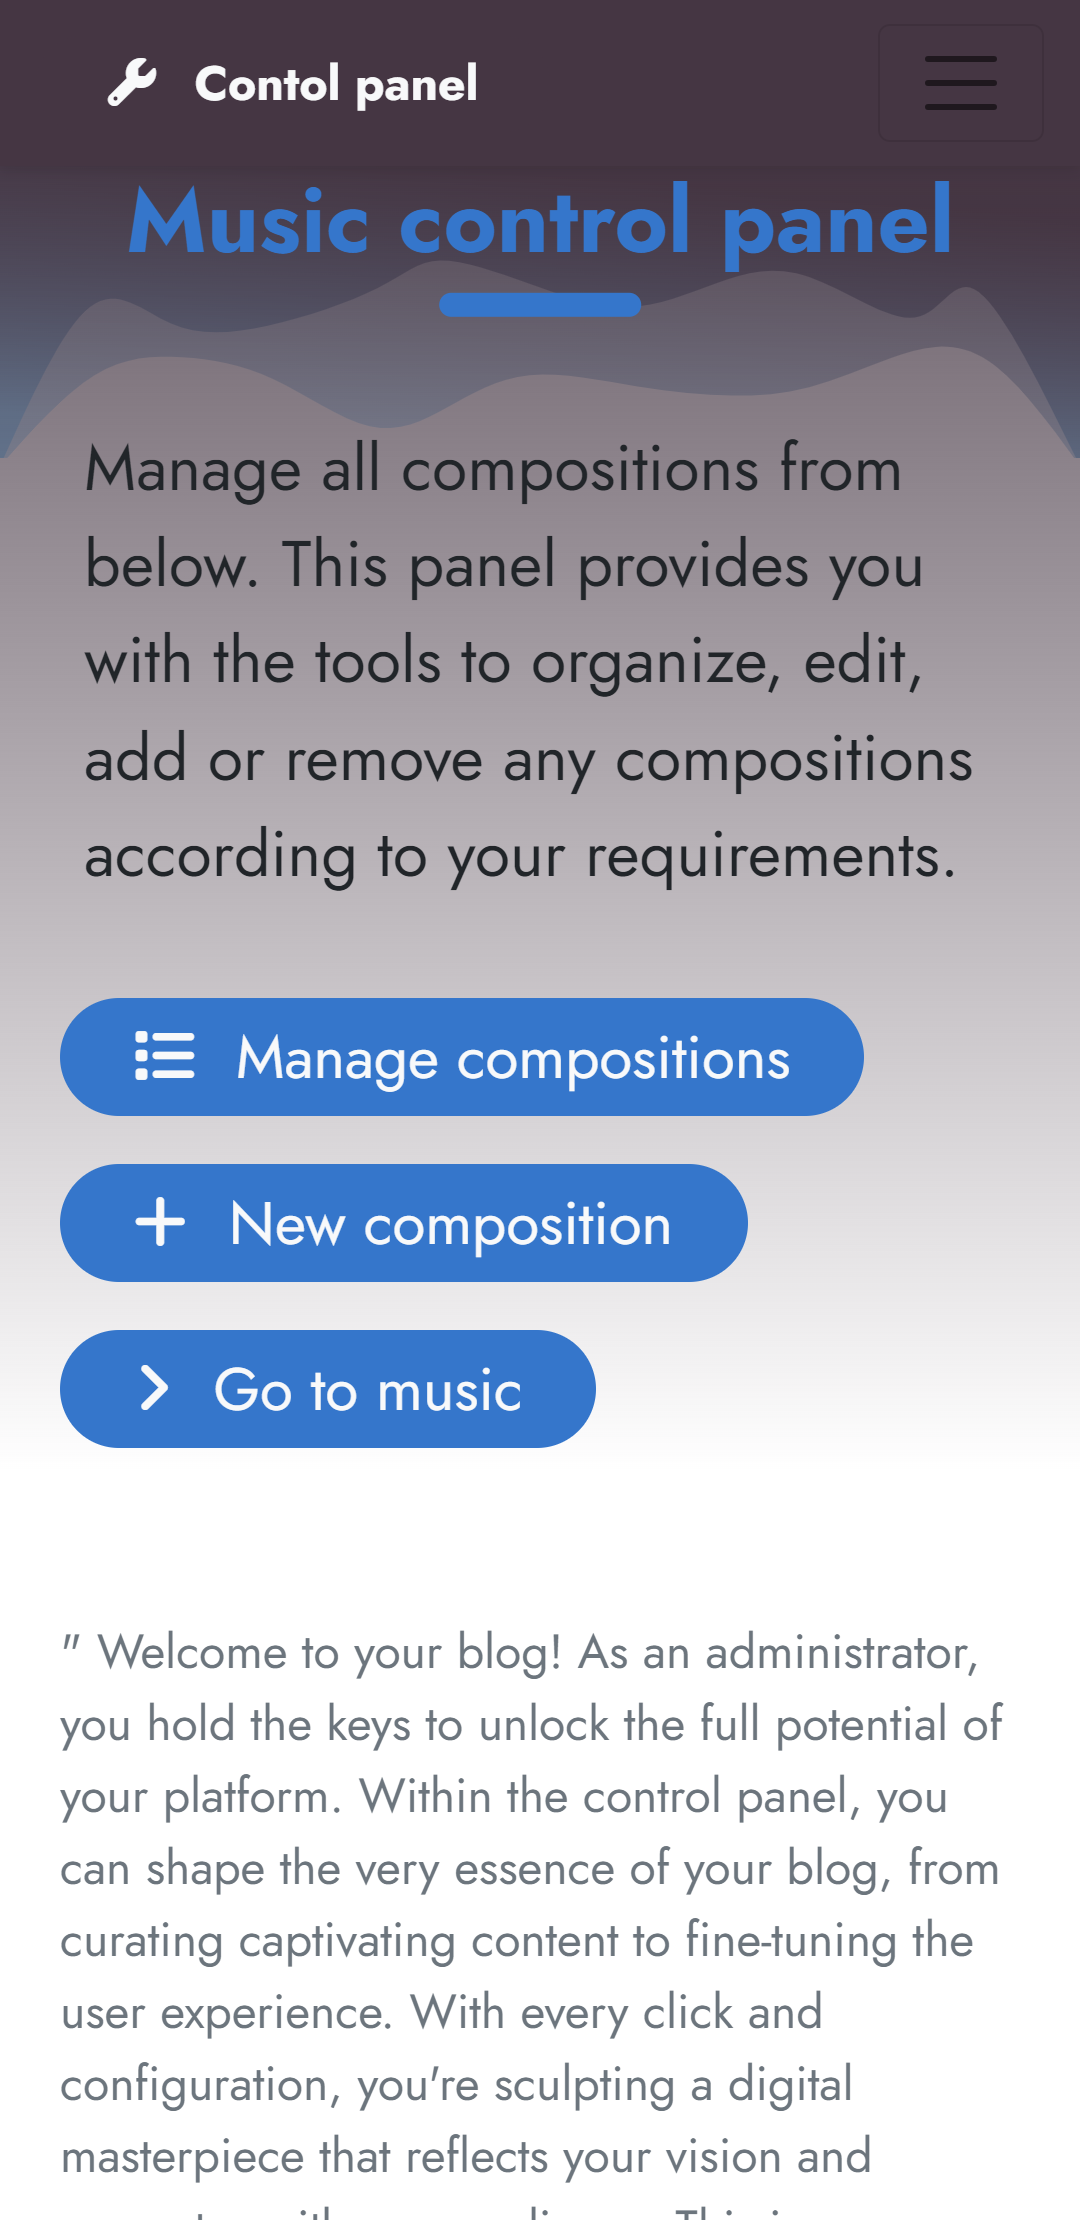 Contol panel
Music control panel
Manage all compositions from
below. This panel provides you
with the tools to organize, edit,
add or remove any compositions
according to your requirements.
Manage compositions
New composition
Go to music
" Welcome to your blog! As an administrator,
you hold the keys to unlock the full potential of
your platform. Within the control panel, you
can shape the very essence of your blog, from
curating captivating content to fine-tuning the
user experience. With every click and
configuration, you're sculpting a digital
masterpiece that reflects your vision and